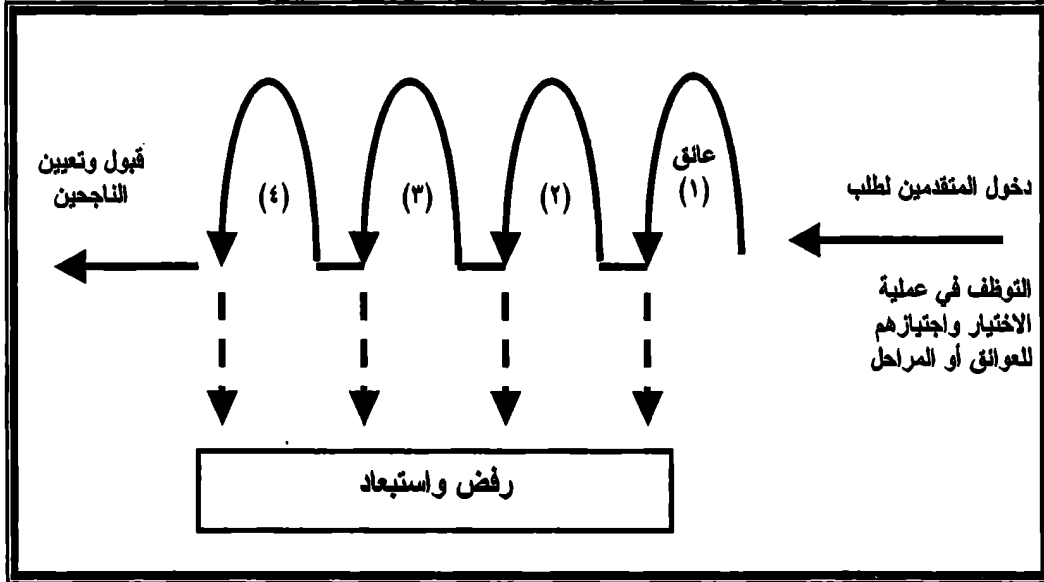 دخول المتقدمين لطلب
التوظف في عملية
الاختيار واجتيازهم
للعوائق أو المراحل
عائق
(١)
(٢)
(٣)
(٤)
قبول وتعيين
الناجحين
رفض واستبعاد